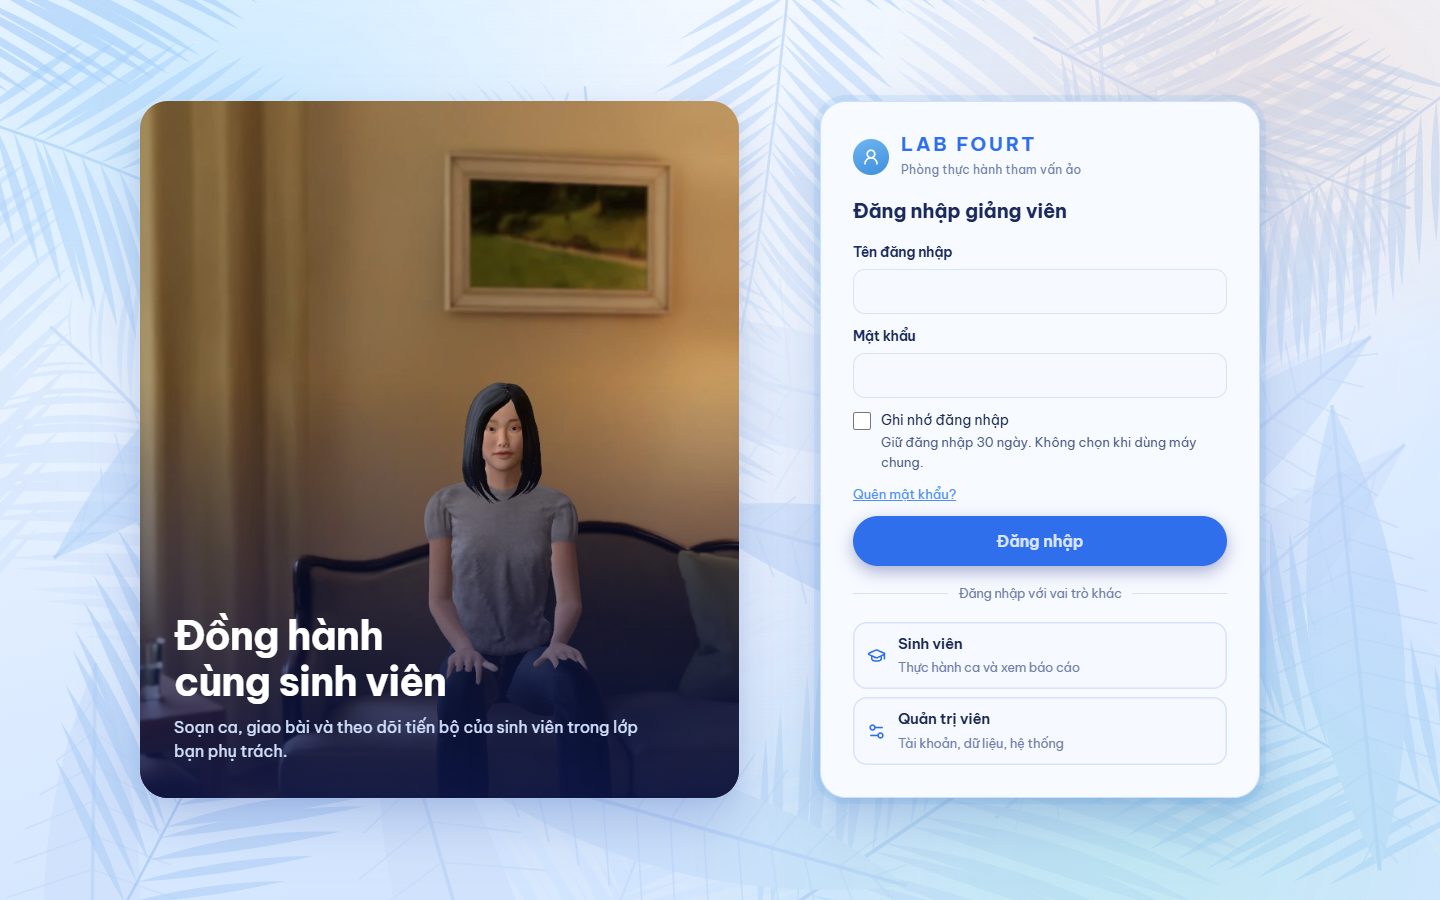 Đồng hành
cùng sinh viên
Soạn ca, giao bài và theo dõi tiến bộ của sinh viên trong lớp
bạn phụ trách.
LAB FOURT
Phòng thực hành tham vấn ảo
Đăng nhập giảng viên
Tên đăng nhập
Mật khẩu
Ghi nhớ đăng nhập
Giữ đăng nhập 30 ngày. Không chọn khi dùng máy
chung.
Quên mật khẩu?
Đăng nhập
Đăng nhập với vai trò khác
Sinh viên
Thực hành ca và xem báo cáo
Quản trị viên
Tài khoản, dữ liệu, hệ thống